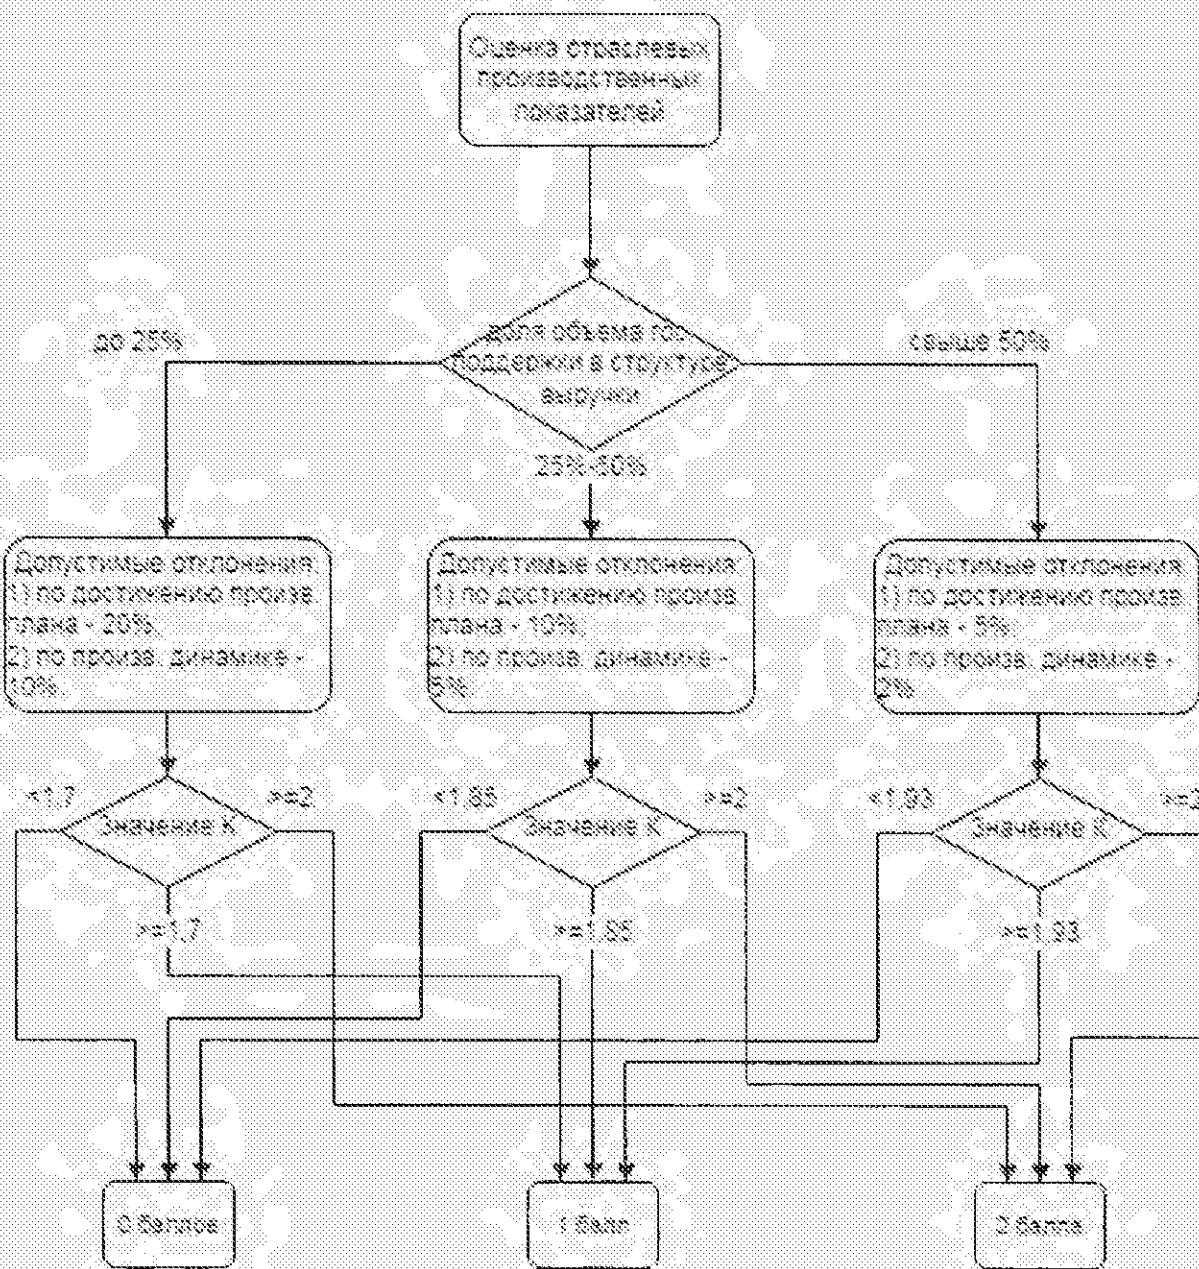 Оценка отраслевых
производственных
показателей
доля объема гос.
поддержки в структуре
выручки
до 25%
свыше 50%
25%-50%
Допустимые отклонения:
1) по достижению произв.
плана - 20%;
2) по произв. динамике -
10%.
Допустимые отклонения:
1) по достижению произв.
плана - 10%;
2) по произв. динамике -
5%.
Допустимые отклонения:
1) по достижению произв.
плана - 5%;
2) по произв. динамике -
2%.
<1,7
Значение К
>=2
>=1,7
<1,85
Значение К
>=2
>=1,85
<1,93
Значение К
>=2
>=1,93
0 баллов
1 балл
2 балла